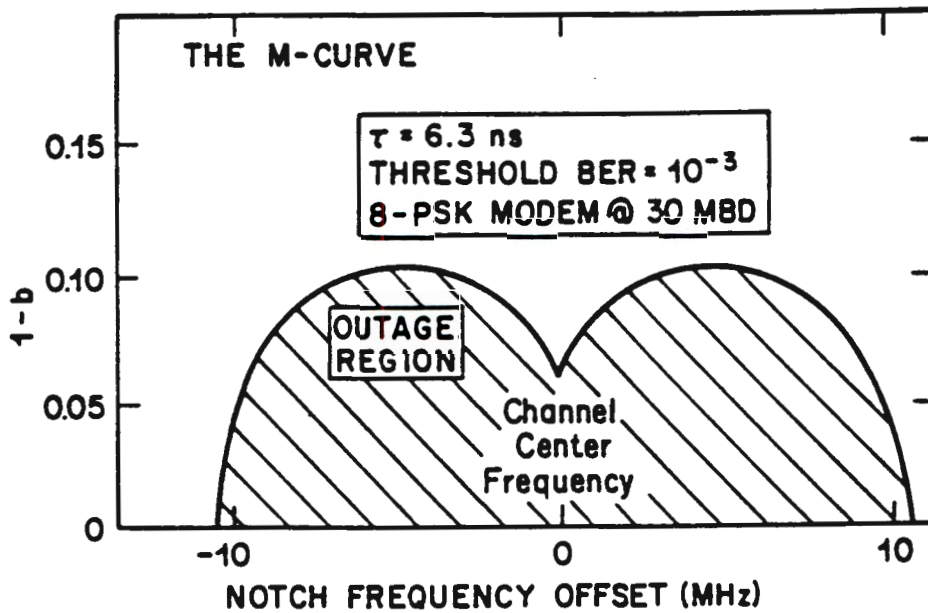 THE M-CURVE
τ = 6.3 ns
THRESHOLD BER = 10⁻³
8-PSK MODEM @ 30 MBD
0.15
0.10
0.05
0
1-b
OUTAGE
REGION
Channel
Center
Frequency
-10
0
10
NOTCH FREQUENCY OFFSET (MHz)